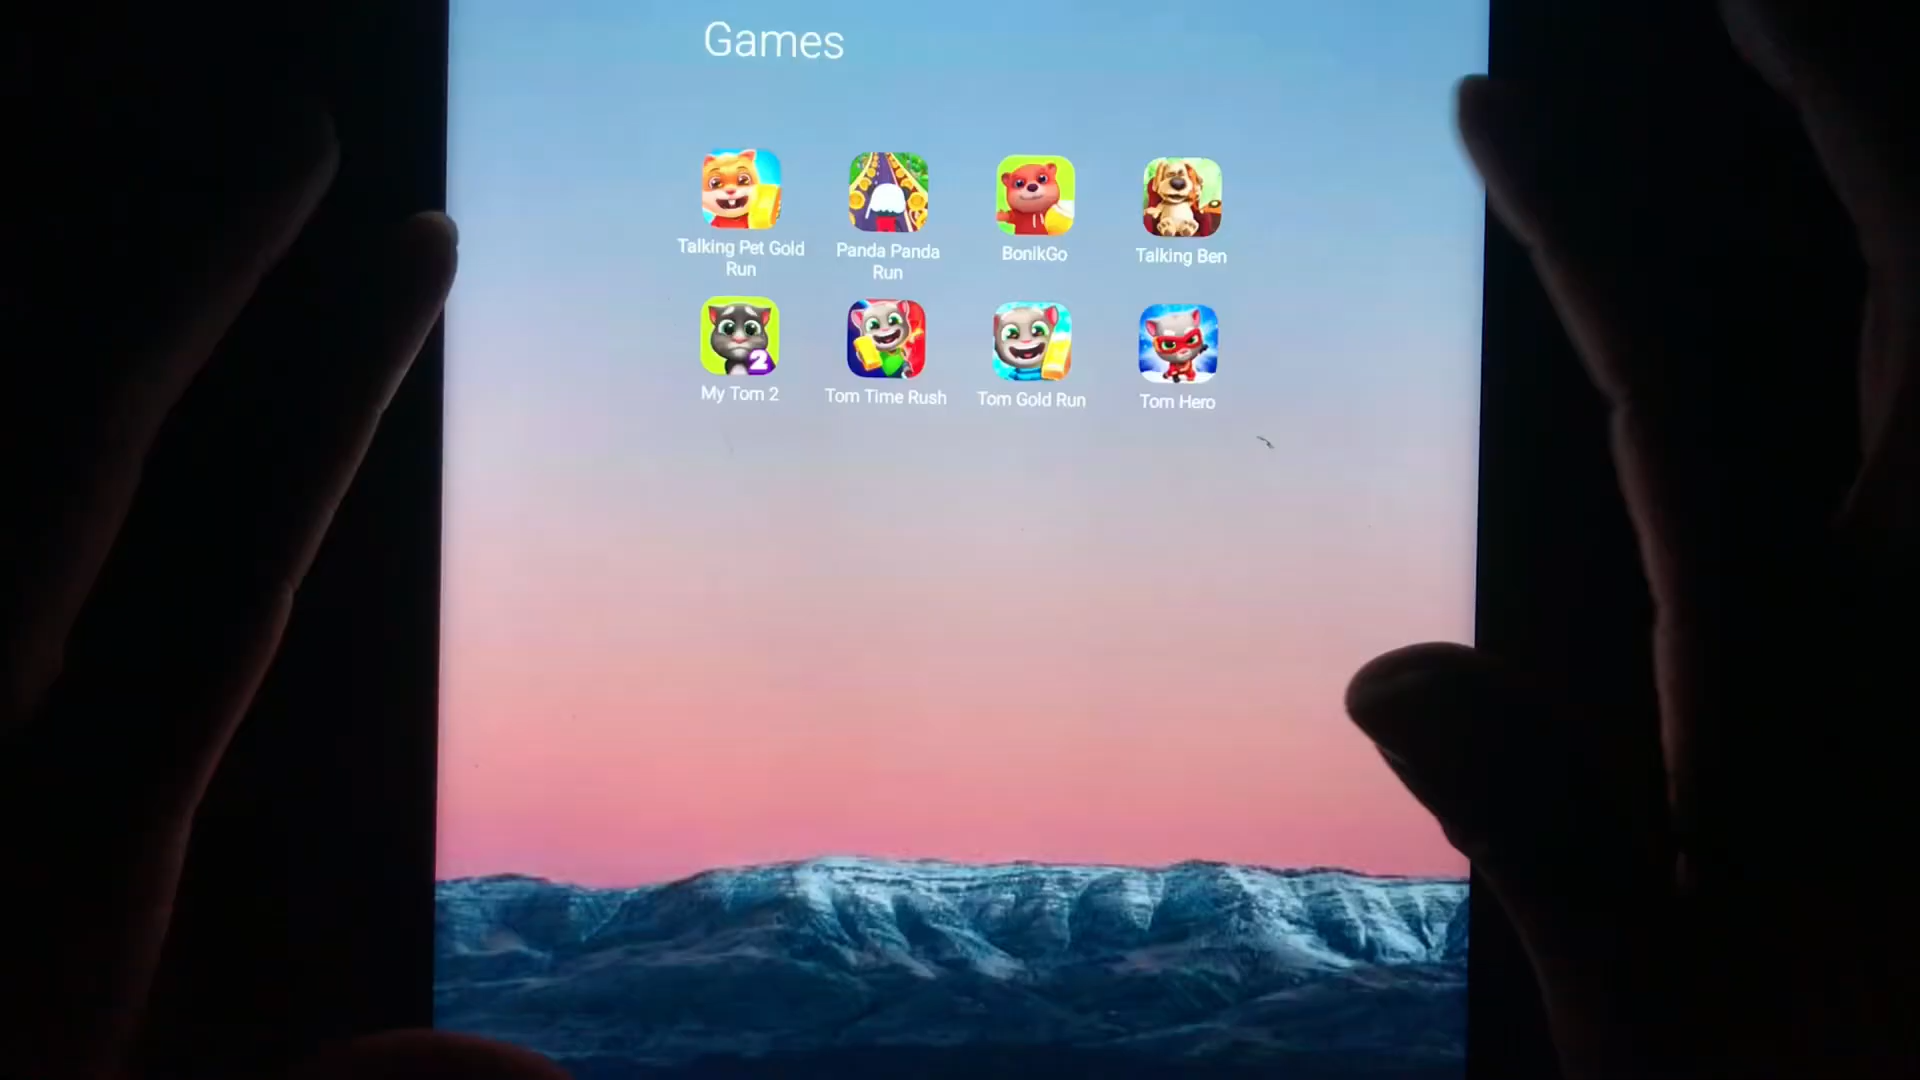 Games
Talking Pet Gold
Run
Panda Panda
Run
BonikGo
Talking Ben
2
My Tom 2
Tom Time Rush
Tom Gold Run
Tom Hero